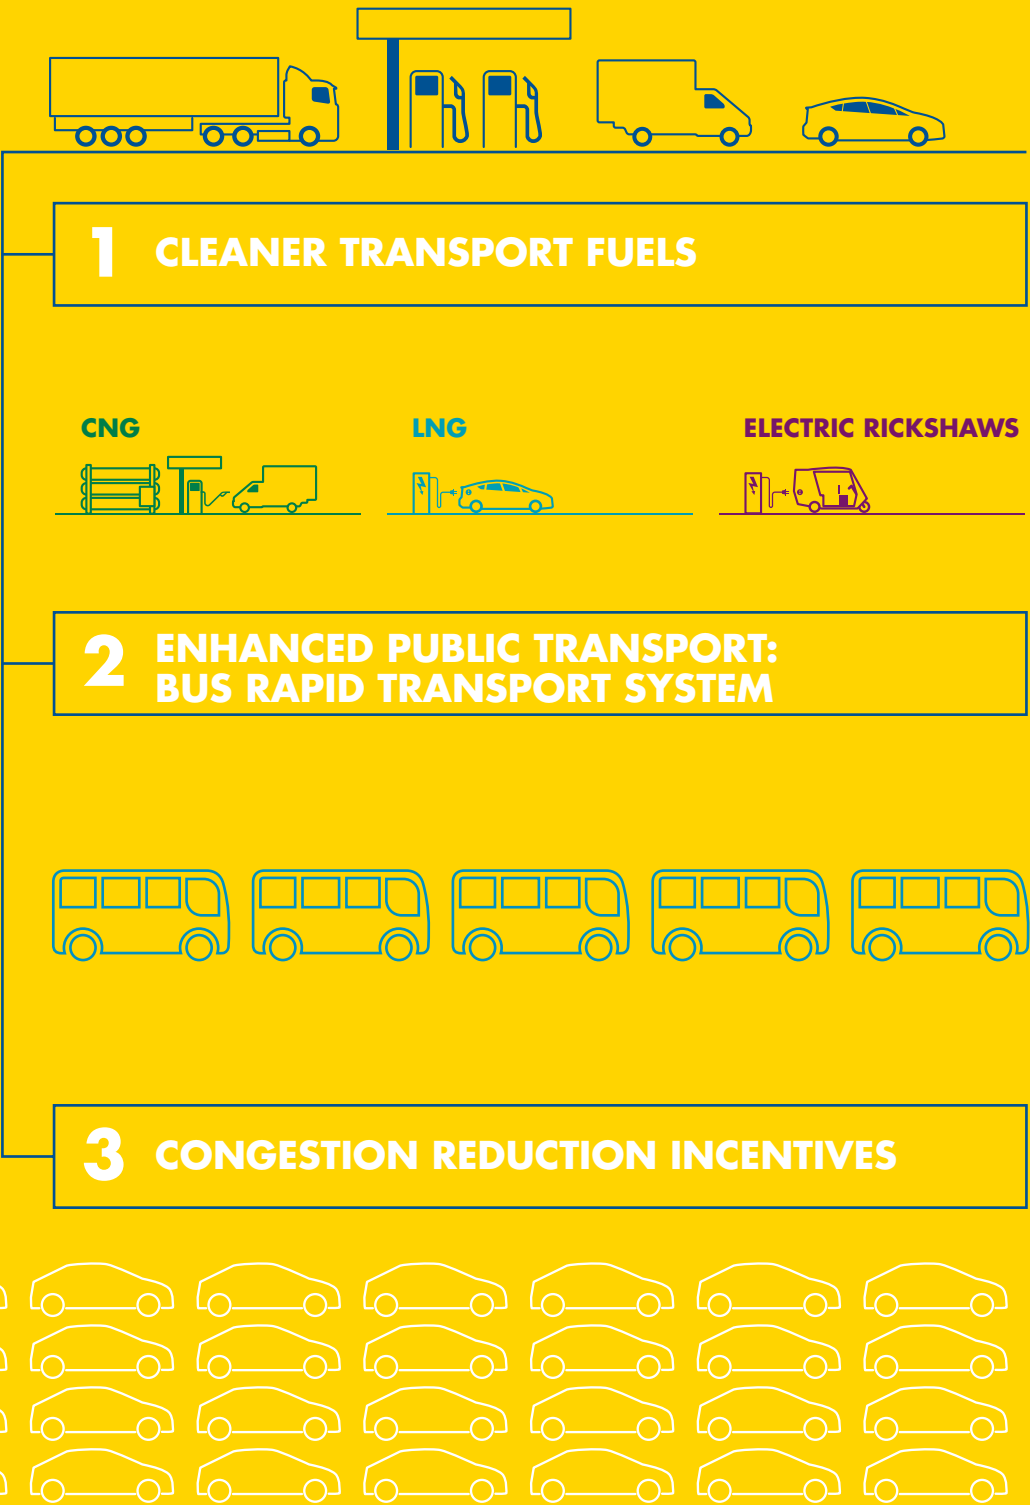 1 CLEANER TRANSPORT FUELS
CNG
LNG
ELECTRIC RICKSHAWS
2 ENHANCED PUBLIC TRANSPORT:
BUS RAPID TRANSPORT SYSTEM
3 CONGESTION REDUCTION INCENTIVES